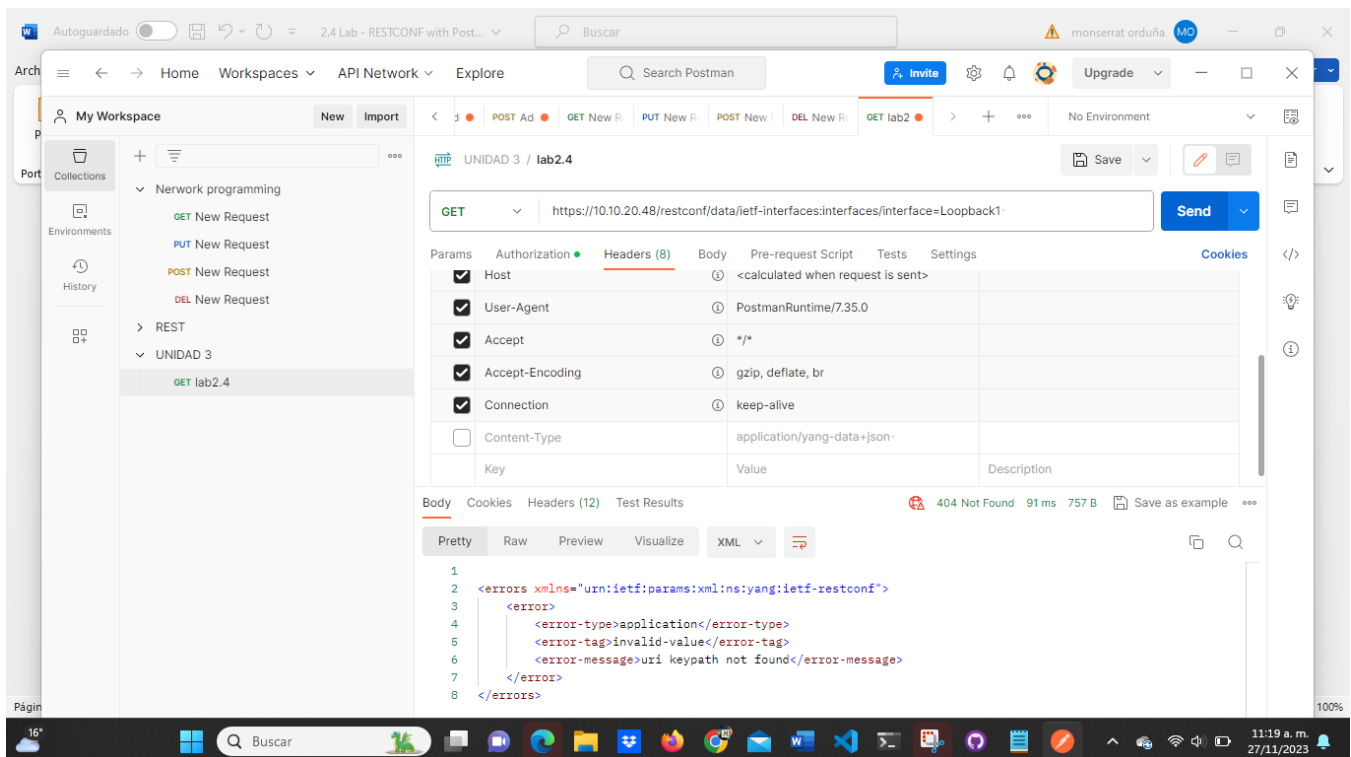 Autoguardado
2.4 Lab - RESTCONF with Post...
Buscar
monserrat orduña
MO
Arch
Home
Workspaces
API Network
Explore
Search Postman
Invite
Upgrade
My Workspace
New
Import
POST Ad
GET New R
PUT New R
POST New
DEL New R
GET lab2
No Environment
Port
Collections
Environments
History
Nerwork programming
GET New Request
PUT New Request
POST New Request
DEL New Request
REST
UNIDAD 3
GET lab2.4
HTTP
UNIDAD 3 / lab2.4
Save
GET
https://10.10.20.48/restconf/data/ietf-interfaces:interfaces/interface=Loopback1
Send
Params
Authorization
Headers (8)
Body
Pre-request Script
Tests
Settings
Cookies
Host
<calculated when request is sent>
User-Agent
PostmanRuntime/7.35.0
Accept
*/*
Accept-Encoding
gzip, deflate, br
Connection
keep-alive
Content-Type
application/yang-data+json
Key
Value
Description
Body
Cookies
Headers (12)
Test Results
404 Not Found
91 ms
757 B
Save as example
Pretty
Raw
Preview
Visualize
XML
1
2 <errors xmlns="urn:ietf:params:xml:ns:yang:ietf-restconf">
3 <error>
4 <error-type>application</error-type>
5 <error-tag>invalid-value</error-tag>
6 <error-message>uri keypath not found</error-message>
7 </error>
8 </errors>
Págin
100%
16°
Buscar
11:19 a. m.
27/11/2023